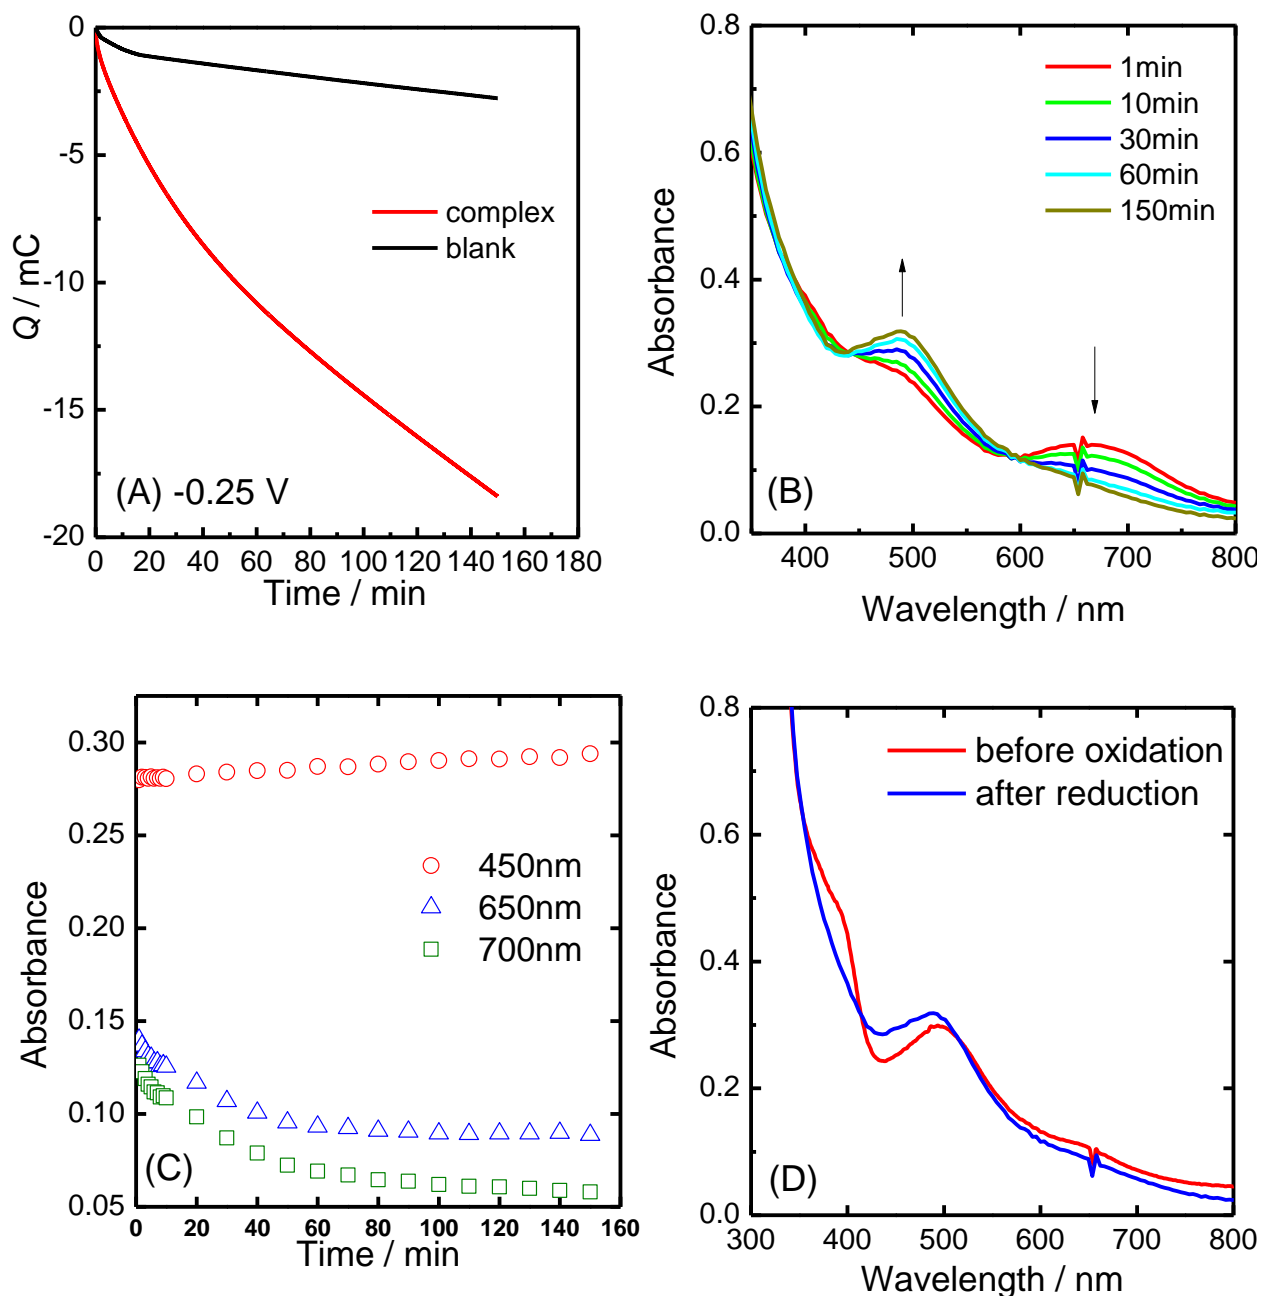 0
-5
-10
-15
-20
Q / mC
complex
blank
(A) -0.25 V
0 20 40 60 80 100 120 140 160 180
Time / min
0.8
0.6
0.4
0.2
0.0
Absorbance
1min
10min
30min
60min
150min
(B)
400 500 600 700 800
Wavelength / nm
0.30
0.25
0.20
0.15
0.10
0.05
Absorbance
450nm
650nm
700nm
(C)
0 20 40 60 80 100 120 140 160
Time / min
0.8
0.6
0.4
0.2
0.0
Absorbance
before oxidation
after reduction
(D)
300 400 500 600 700 800
Wavelength / nm